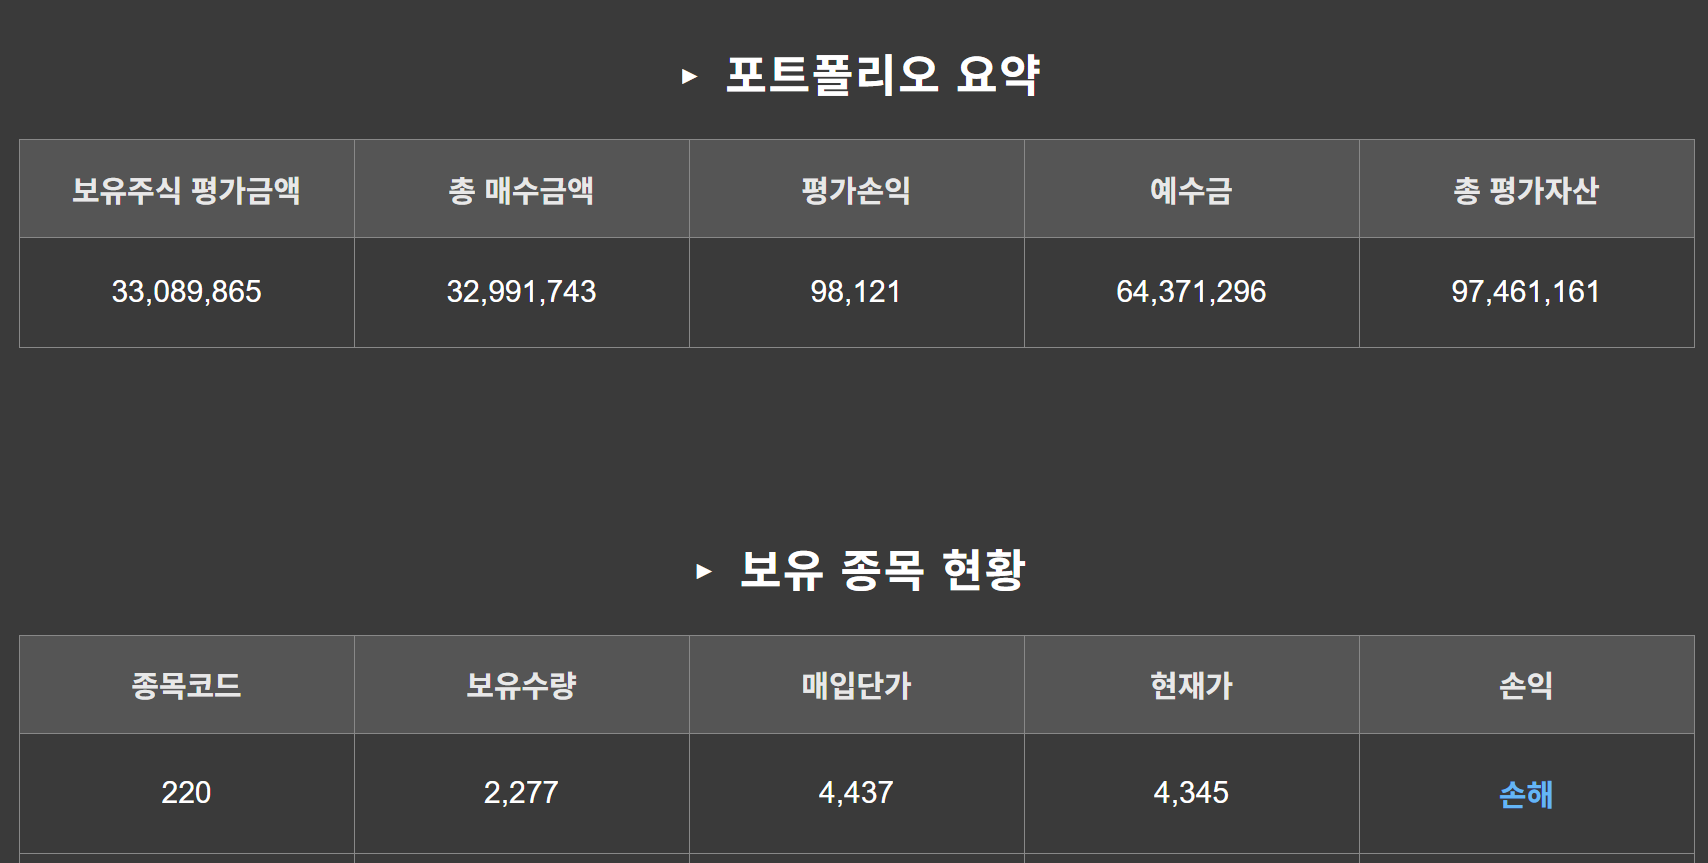 ▶ 포트폴리오 요약
보유주식 평가금액 총 매수금액 평가손익 예수금 총 평가자산
33,089,865 32,991,743 98,121 64,371,296 97,461,161
▶ 보유 종목 현황
종목코드 보유수량 매입단가 현재가 손익
220 2,277 4,437 4,345 손해